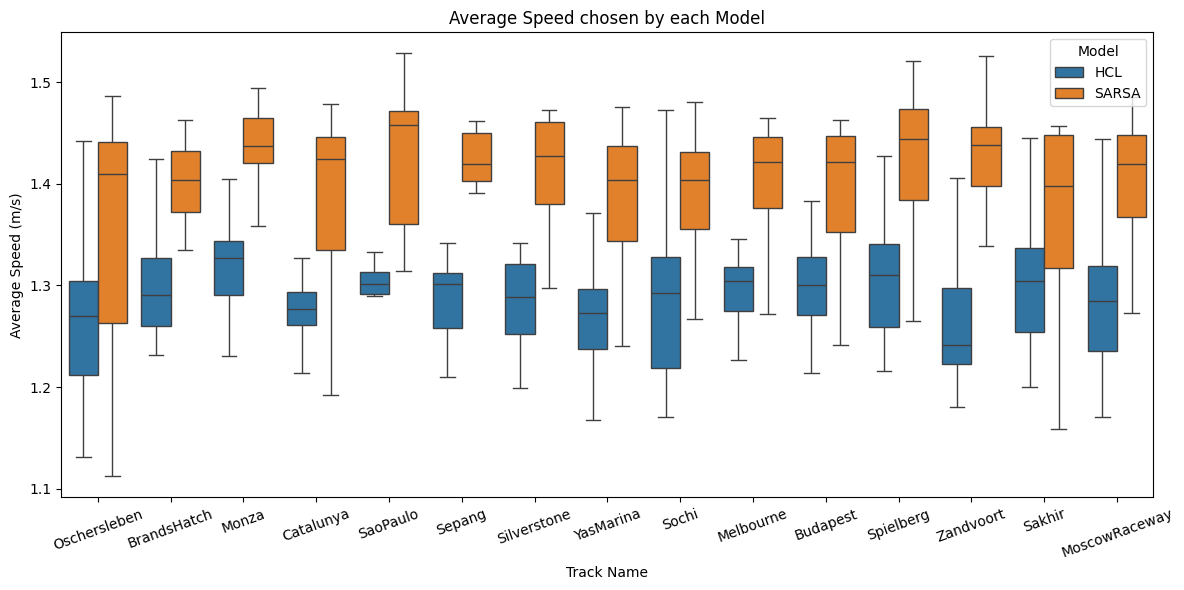 Average Speed chosen by each Model
Model
HCL
SARSA
Average Speed (m/s)
1.5
1.4
1.3
1.2
1.1
Oschersleben
BrandsHatch
Monza
Catalunya
SaoPaulo
Sepang
Silverstone
YasMarina
Sochi
Melbourne
Budapest
Spielberg
Zandvoort
Sakhir
MoscowRaceway
Track Name